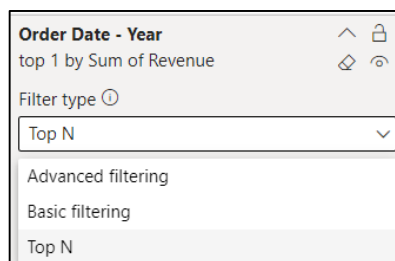 Order Date - Year
top 1 by Sum of Revenue
Filter type
Top N
Advanced filtering
Basic filtering
Top N